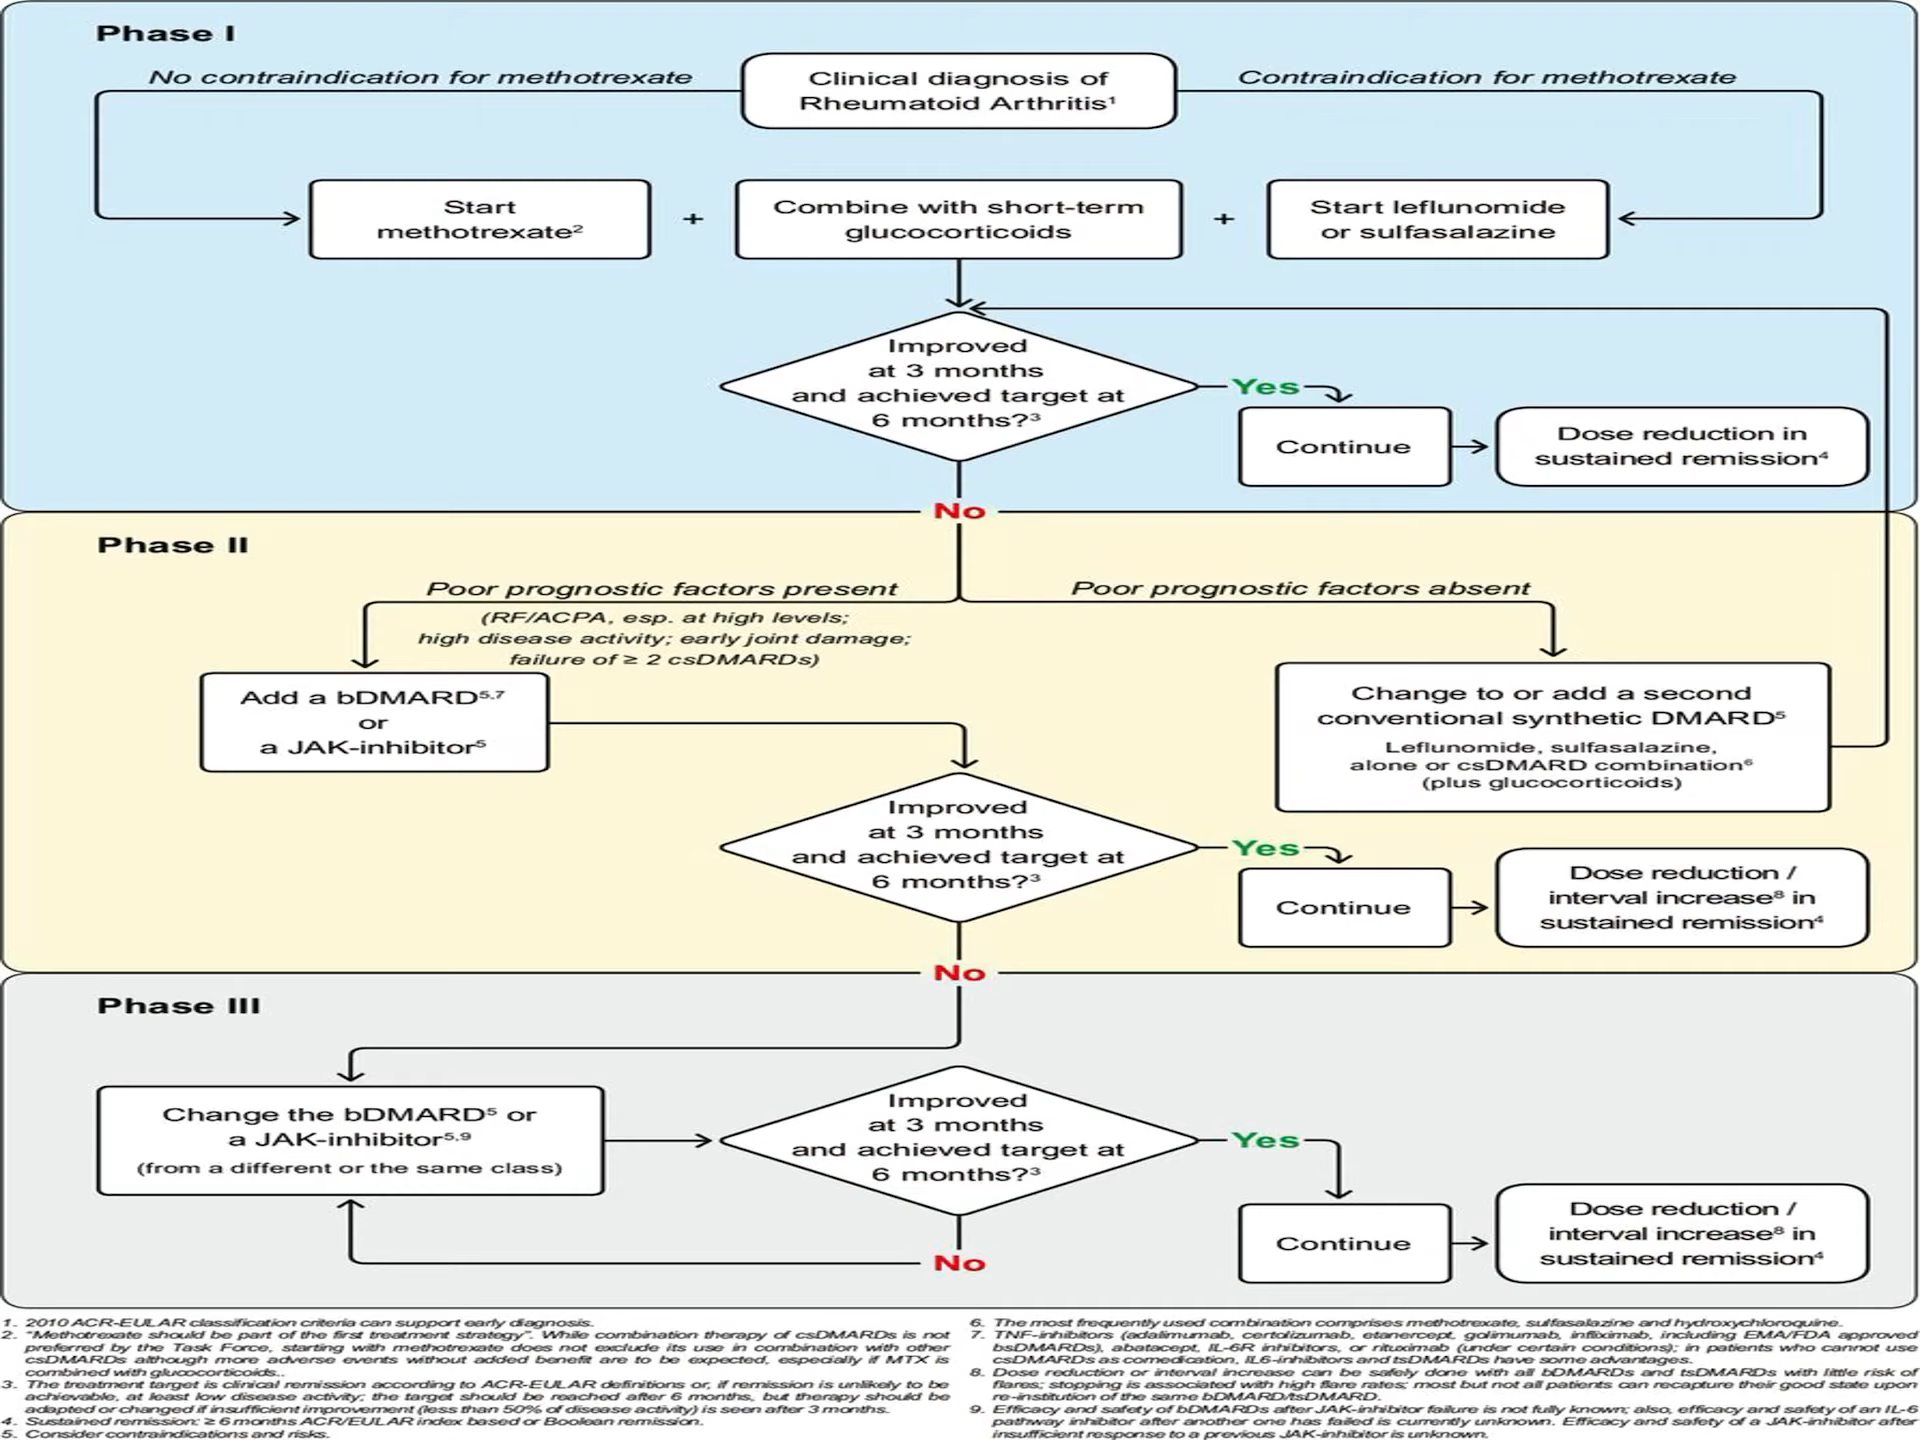 Phase I
No contraindication for methotrexate
Clinical diagnosis of
Rheumatoid Arthritis¹
Contraindication for methotrexate
Start
methotrexate²
+
Combine with short-term
glucocorticoids
+
Start leflunomide
or sulfasalazine
Improved
at 3 months
and achieved target at
6 months?³
Yes
Continue
Dose reduction in
sustained remission⁴
No
Phase II
Poor prognostic factors present
(RF/ACPA, esp. at high levels;
high disease activity; early joint damage;
failure of ≥ 2 csDMARDs)
Poor prognostic factors absent
Add a bDMARD⁵,⁷
or
a JAK-inhibitor⁵
Change to or add a second
conventional synthetic DMARD⁵
Leflunomide, sulfasalazine,
alone or csDMARD combination⁶
(plus glucocorticoids)
Improved
at 3 months
and achieved target at
6 months?³
Yes
Continue
Dose reduction /
interval increase⁸ in
sustained remission⁴
No
Phase III
Change the bDMARD⁵ or
a JAK-inhibitor⁵,⁹
(from a different or the same class)
Improved
at 3 months
and achieved target at
6 months?³
Yes
Continue
Dose reduction /
interval increase⁸ in
sustained remission⁴
No
1. 2010 ACR-EULAR classification criteria can support early diagnosis.
2. "Methotrexate should be part of the first treatment strategy". While combination therapy of csDMARDs is not
preferred by the Task Force, starting with methotrexate does not exclude its use in combination with other
csDMARDs although more adverse events without added benefit are to be expected, especially if MTX is
combined with glucocorticoids..
3. The treatment target is clinical remission according to ACR-EULAR definitions or, if remission is unlikely to be
achievable, at least low disease activity; the target should be reached after 6 months, but therapy should be
adapted or changed if insufficient improvement (less than 50% of disease activity) is seen after 3 months.
4. Sustained remission: ≥ 6 months ACR/EULAR index based or Boolean remission.
5. Consider contraindications and risks.
6. The most frequently used combination comprises methotrexate, sulfasalazine and hydroxychloroquine.
7. TNF-inhibitors (adalimumab, certolizumab, etanercept, golimumab, infliximab, including EMA/FDA approved
bsDMARDs), abatacept, IL-6R inhibitors, or rituximab (under certain conditions); in patients who cannot use
csDMARDs as comedication, IL6-inhibitors and tsDMARDs have some advantages.
8. Dose reduction or interval increase can be safely done with all bDMARDs and tsDMARDs with little risk of
flares; stopping is associated with high flare rates; most but not all patients can recapture their good state upon
re-institution of the same bDMARD/tsDMARD.
9. Efficacy and safety of bDMARDs after JAK-inhibitor failure is not fully known; also, efficacy and safety of an IL-6
pathway inhibitor after another one has failed is currently unknown. Efficacy and safety of a JAK-inhibitor after
insufficient response to a previous JAK-inhibitor is unknown.